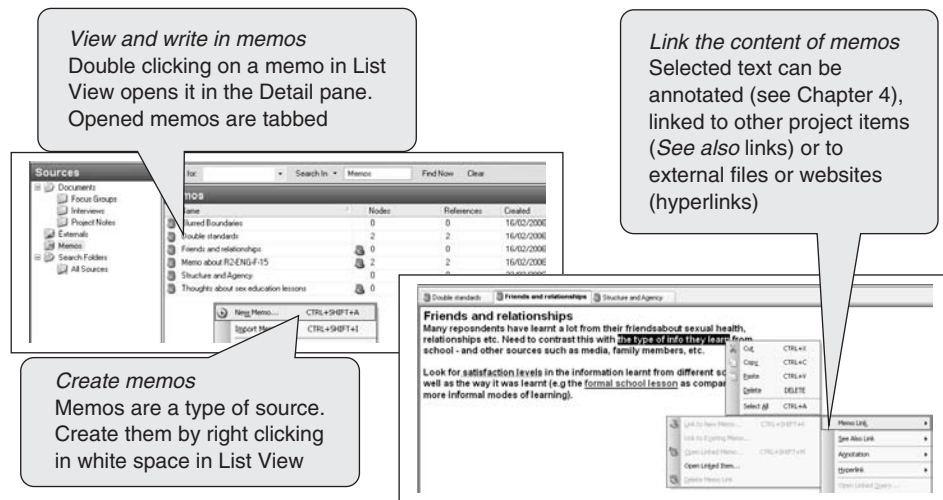 View and write in memos
Double clicking on a memo in List
View opens it in the Detail pane.
Opened memos are tabbed
Link the content of memos
Selected text can be
annotated (see Chapter 4),
linked to other project items
(See also links) or to
external files or websites
(hyperlinks)
Sources
Documents
Focus Groups
Interviews
Project Notes
Externals
Memos
Search Folders
All Sources
for: Search In Memos Find Now Clear
Name Nodes References Created
Blurred Boundaries 0 0 16/02/2006
Double standards 2 2 16/02/2006
Friends and relationships 0 0 16/02/2006
Memo about R2-ENG-F-15 2 2 16/02/2006
Structure and Agency 0
Thoughts about sex education lessons 0
New Memo... CTRL+SHIFT+A
Import CTRL+SHIFT+I
Create memos
Memos are a type of source.
Create them by right clicking
in white space in List View
Double standards Friends and relationships Structure and Agency
Friends and relationships
Many reposndents have learnt a lot from their friendsabout sexual health,
relationships etc. Need to contrast this with the type of info they learn from
school - and other sources such as media, family members, etc.
Look for satisfaction levels in the information learnt from different
well as the way it was learnt (e.g the formal school lesson as
more informal modes of learning).
Cut CTRL+X
Copy CTRL+C
Paste CTRL+V
Delete DELETE
Select All CTRL+A
Memo Link
See Also Link
Annotation
Hyperlink
Open Linked Query...
Link to New Memo... CTRL+SHIFT+K
Link to Existing Memo...
Open Linked Memo... CTRL+SHIFT+M
Open Linked Item...
Delete Memo Link